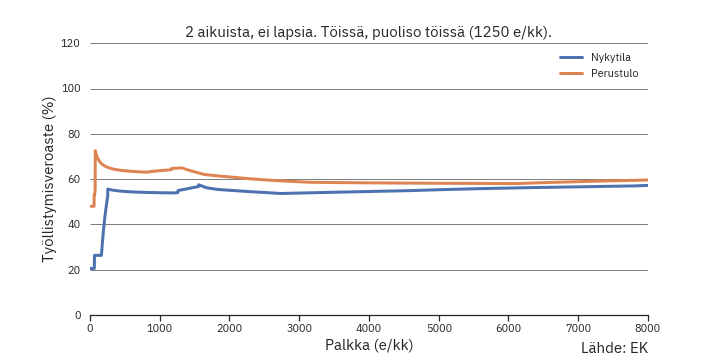 2 aikuista, ei lapsia. Töissä, puoliso töissä (1250 e/kk).
Nykytila
Perustulo
Työllistymisveroaste (%)
120
100
80
60
40
20
0
0 1000 2000 3000 4000 5000 6000 7000 8000
Palkka (e/kk)
Lähde: EK